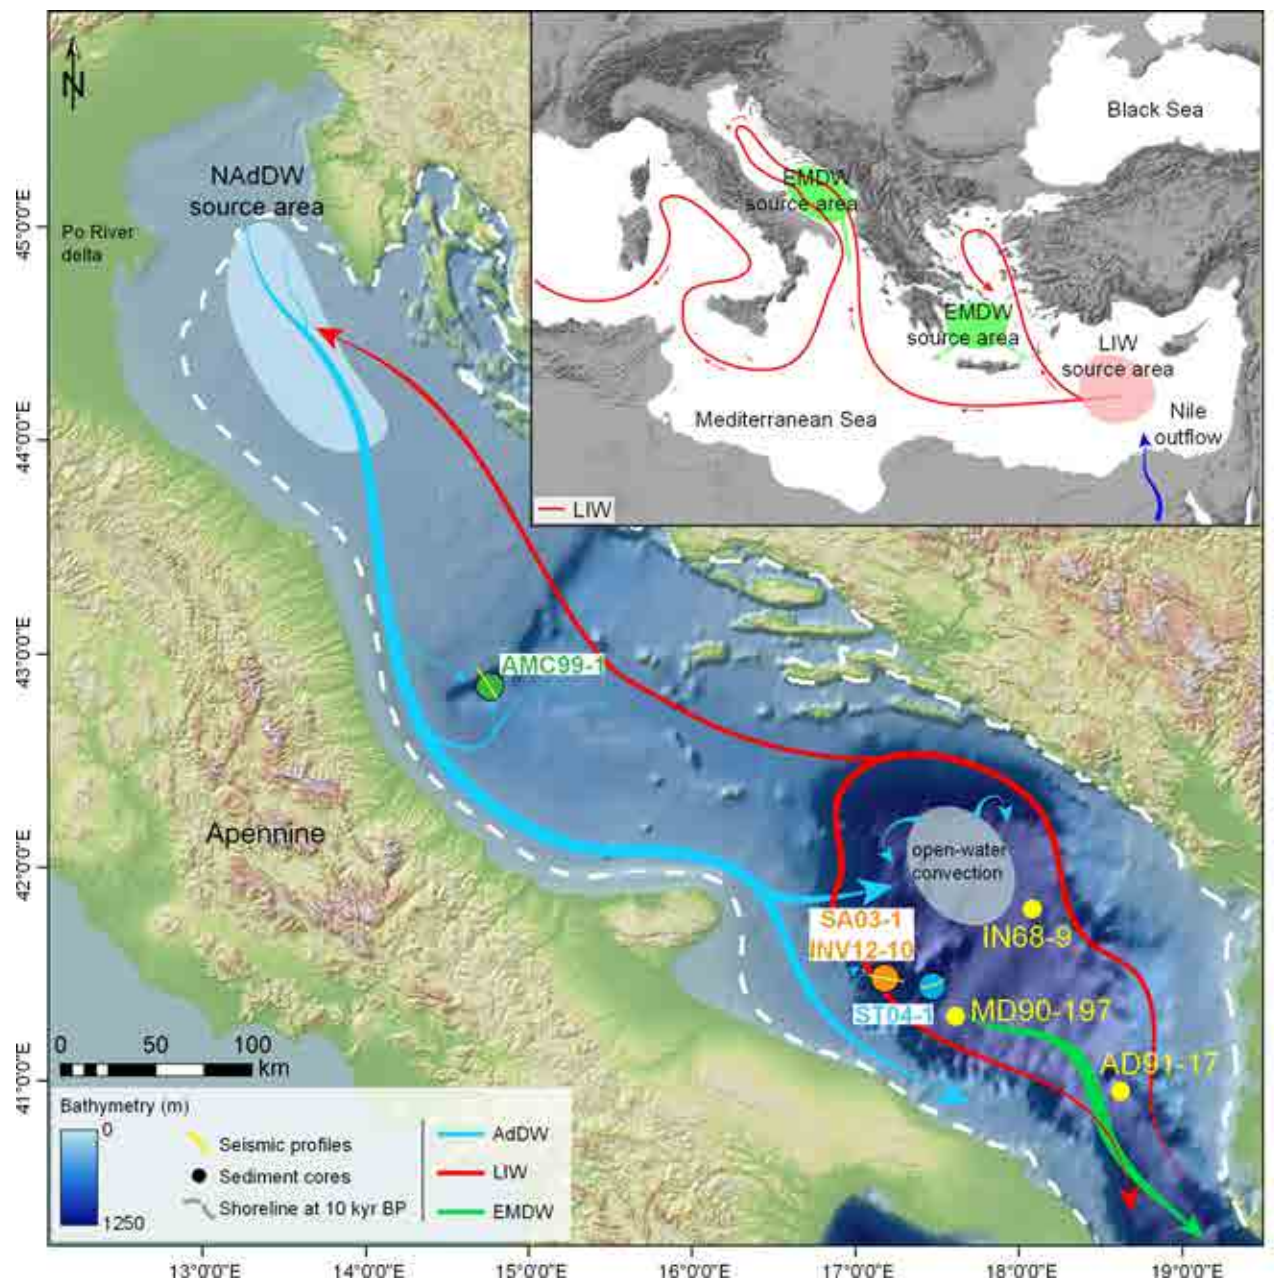 N
NAdDW
source area
Po River
delta
Black Sea
EMDW
source area
EMDW
source area
LIW
source area
Mediterranean Sea
Nile
outflow
LIW
45°0'0"E
44°0'0"E
43°0'0"E
42°0'0"E
41°0'0"E
AMC99-1
Apennine
open-water
convection
SA03-1
INV12-10
IN68-9
ST04-1
MD90-197
AD91-17
0 50 100
km
Bathymetry (m)
0
1250
Seismic profiles
Sediment cores
Shoreline at 10 kyr BP
AdDW
LIW
EMDW
13°0'0"E 14°0'0"E 15°0'0"E 16°0'0"E 17°0'0"E 18°0'0"E 19°0'0"E